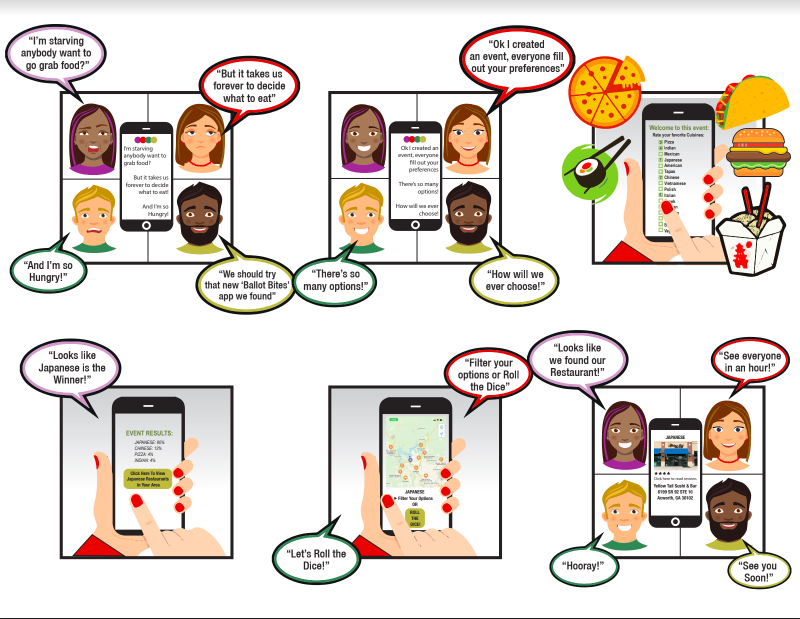 “I'm starving
anybody want to
go grab food?”
“But it takes us
forever to decide
what to eat”
I'm starving
anybody want to
grab food?
But it takes us
forever to decide
what to eat!
And I'm so
Hungry!
“And I'm so
Hungry!”
“We should try
that new 'Ballot Bites'
app we found”
“Ok I created
an event, everyone fill
out your preferences”
Ok I created an
event, everyone
fill out your
preferences
There's so many
options!
How will we ever
choose!
“There's so
many options!”
“How will we
ever choose!”
Welcome to this event:
Rate your favorite Cuisines:
Pizza
Indian
Mexican
Japanese
American
Tapas
Chinese
Vietnamese
Polish
Italian
“Looks like
Japanese is the
Winner!”
EVENT RESULTS:
JAPANESE: 80%
CHINESE: 12%
PIZZA: 4%
INDIAN: 4%
Click Here To View
Japanese Restaurants
in Your Area
“Filter your
options or Roll
the Dice”
JAPANESE
Filter Your Options
OR
ROLL
THE
DICE!
“Let's Roll the
Dice!”
“Looks like
we found our
Restaurant!”
“See everyone
in an hour!”
JAPANESE
Click here to read reviews
Yellow Tail Sushi & Bar
6199 SR 92 STE 10
Acworth, GA 30102
“Hooray!”
“See you
Soon!”